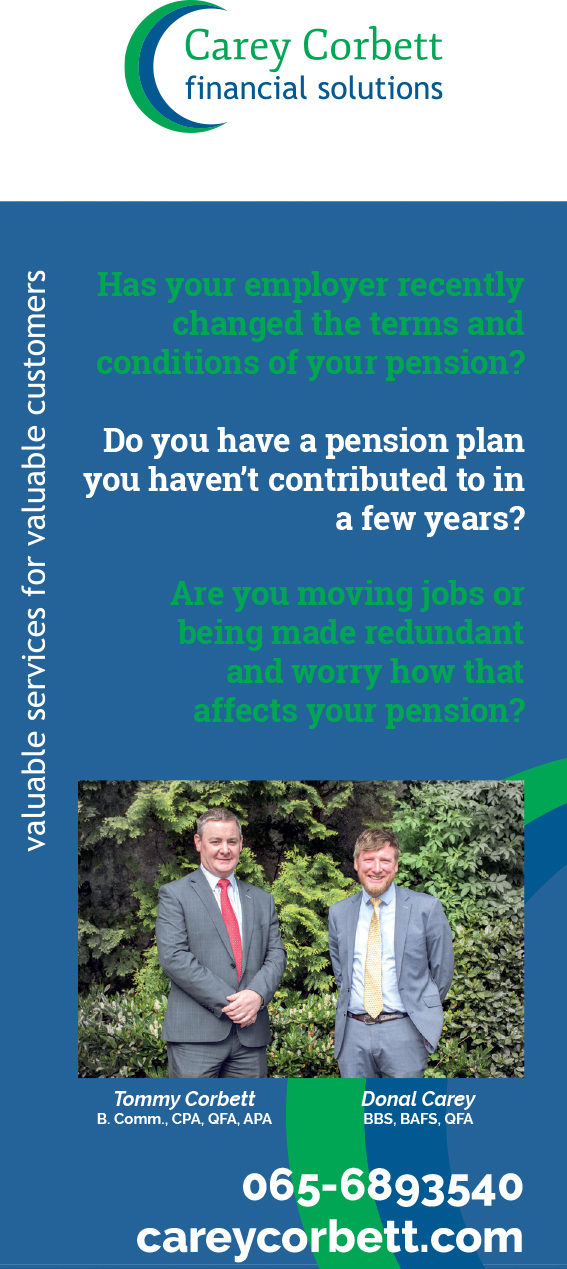 Carey Corbett
financial solutions
valuable services for valuable customers
Has your employer recently
changed the terms and
conditions of your pension?
Do you have a pension plan
you haven’t contributed to in
a few years?
Are you moving jobs or
being made redundant
and worry how that
affects your pension?
Tommy Corbett
B. Comm., CPA, QFA, APA
Donal Carey
BBS, BAFS, QFA
065-6893540
careycorbett.com